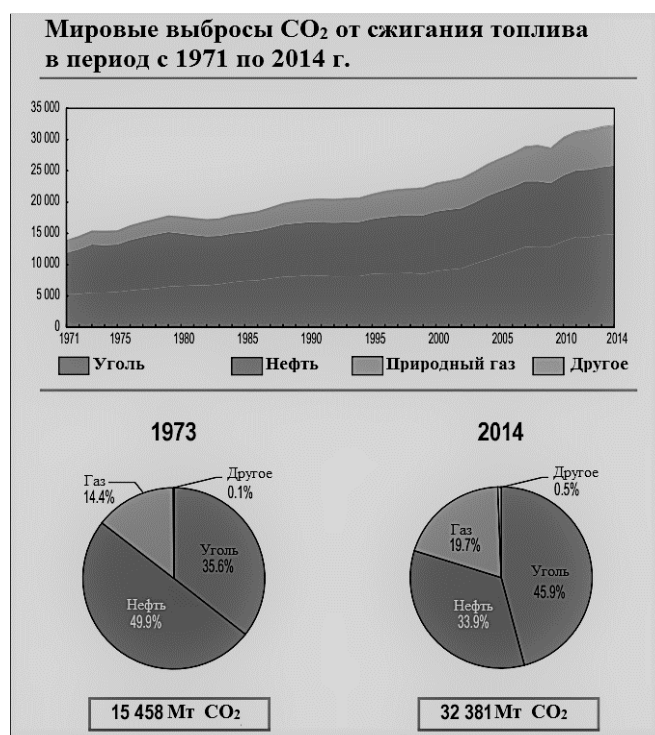 Мировые выбросы CO₂ от сжигания топлива
в период с 1971 по 2014 г.
35 000
30 000
25 000
20 000
15 000
10 000
5 000
0
1971 1975 1980 1985 1990 1995 2000 2005 2010 2014
Уголь Нефть Природный газ Другое
1973 2014
Газ
14.4%
Другое
0.1%
Уголь
35.6%
Нефть
49.9%
Другое
0.5%
Газ
19.7%
Уголь
45.9%
Нефть
33.9%
15 458 Мт CO₂ 32 381 Мт CO₂